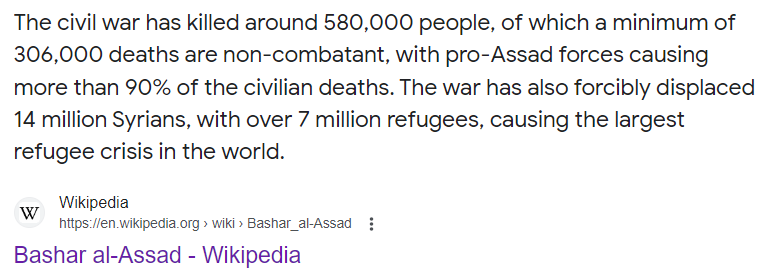 The civil war has killed around 580,000 people, of which a minimum of
306,000 deaths are non-combatant, with pro-Assad forces causing
more than 90% of the civilian deaths. The war has also forcibly displaced
14 million Syrians, with over 7 million refugees, causing the largest
refugee crisis in the world.
W
Wikipedia
https://en.wikipedia.org › wiki › Bashar_al-Assad
Bashar al-Assad - Wikipedia